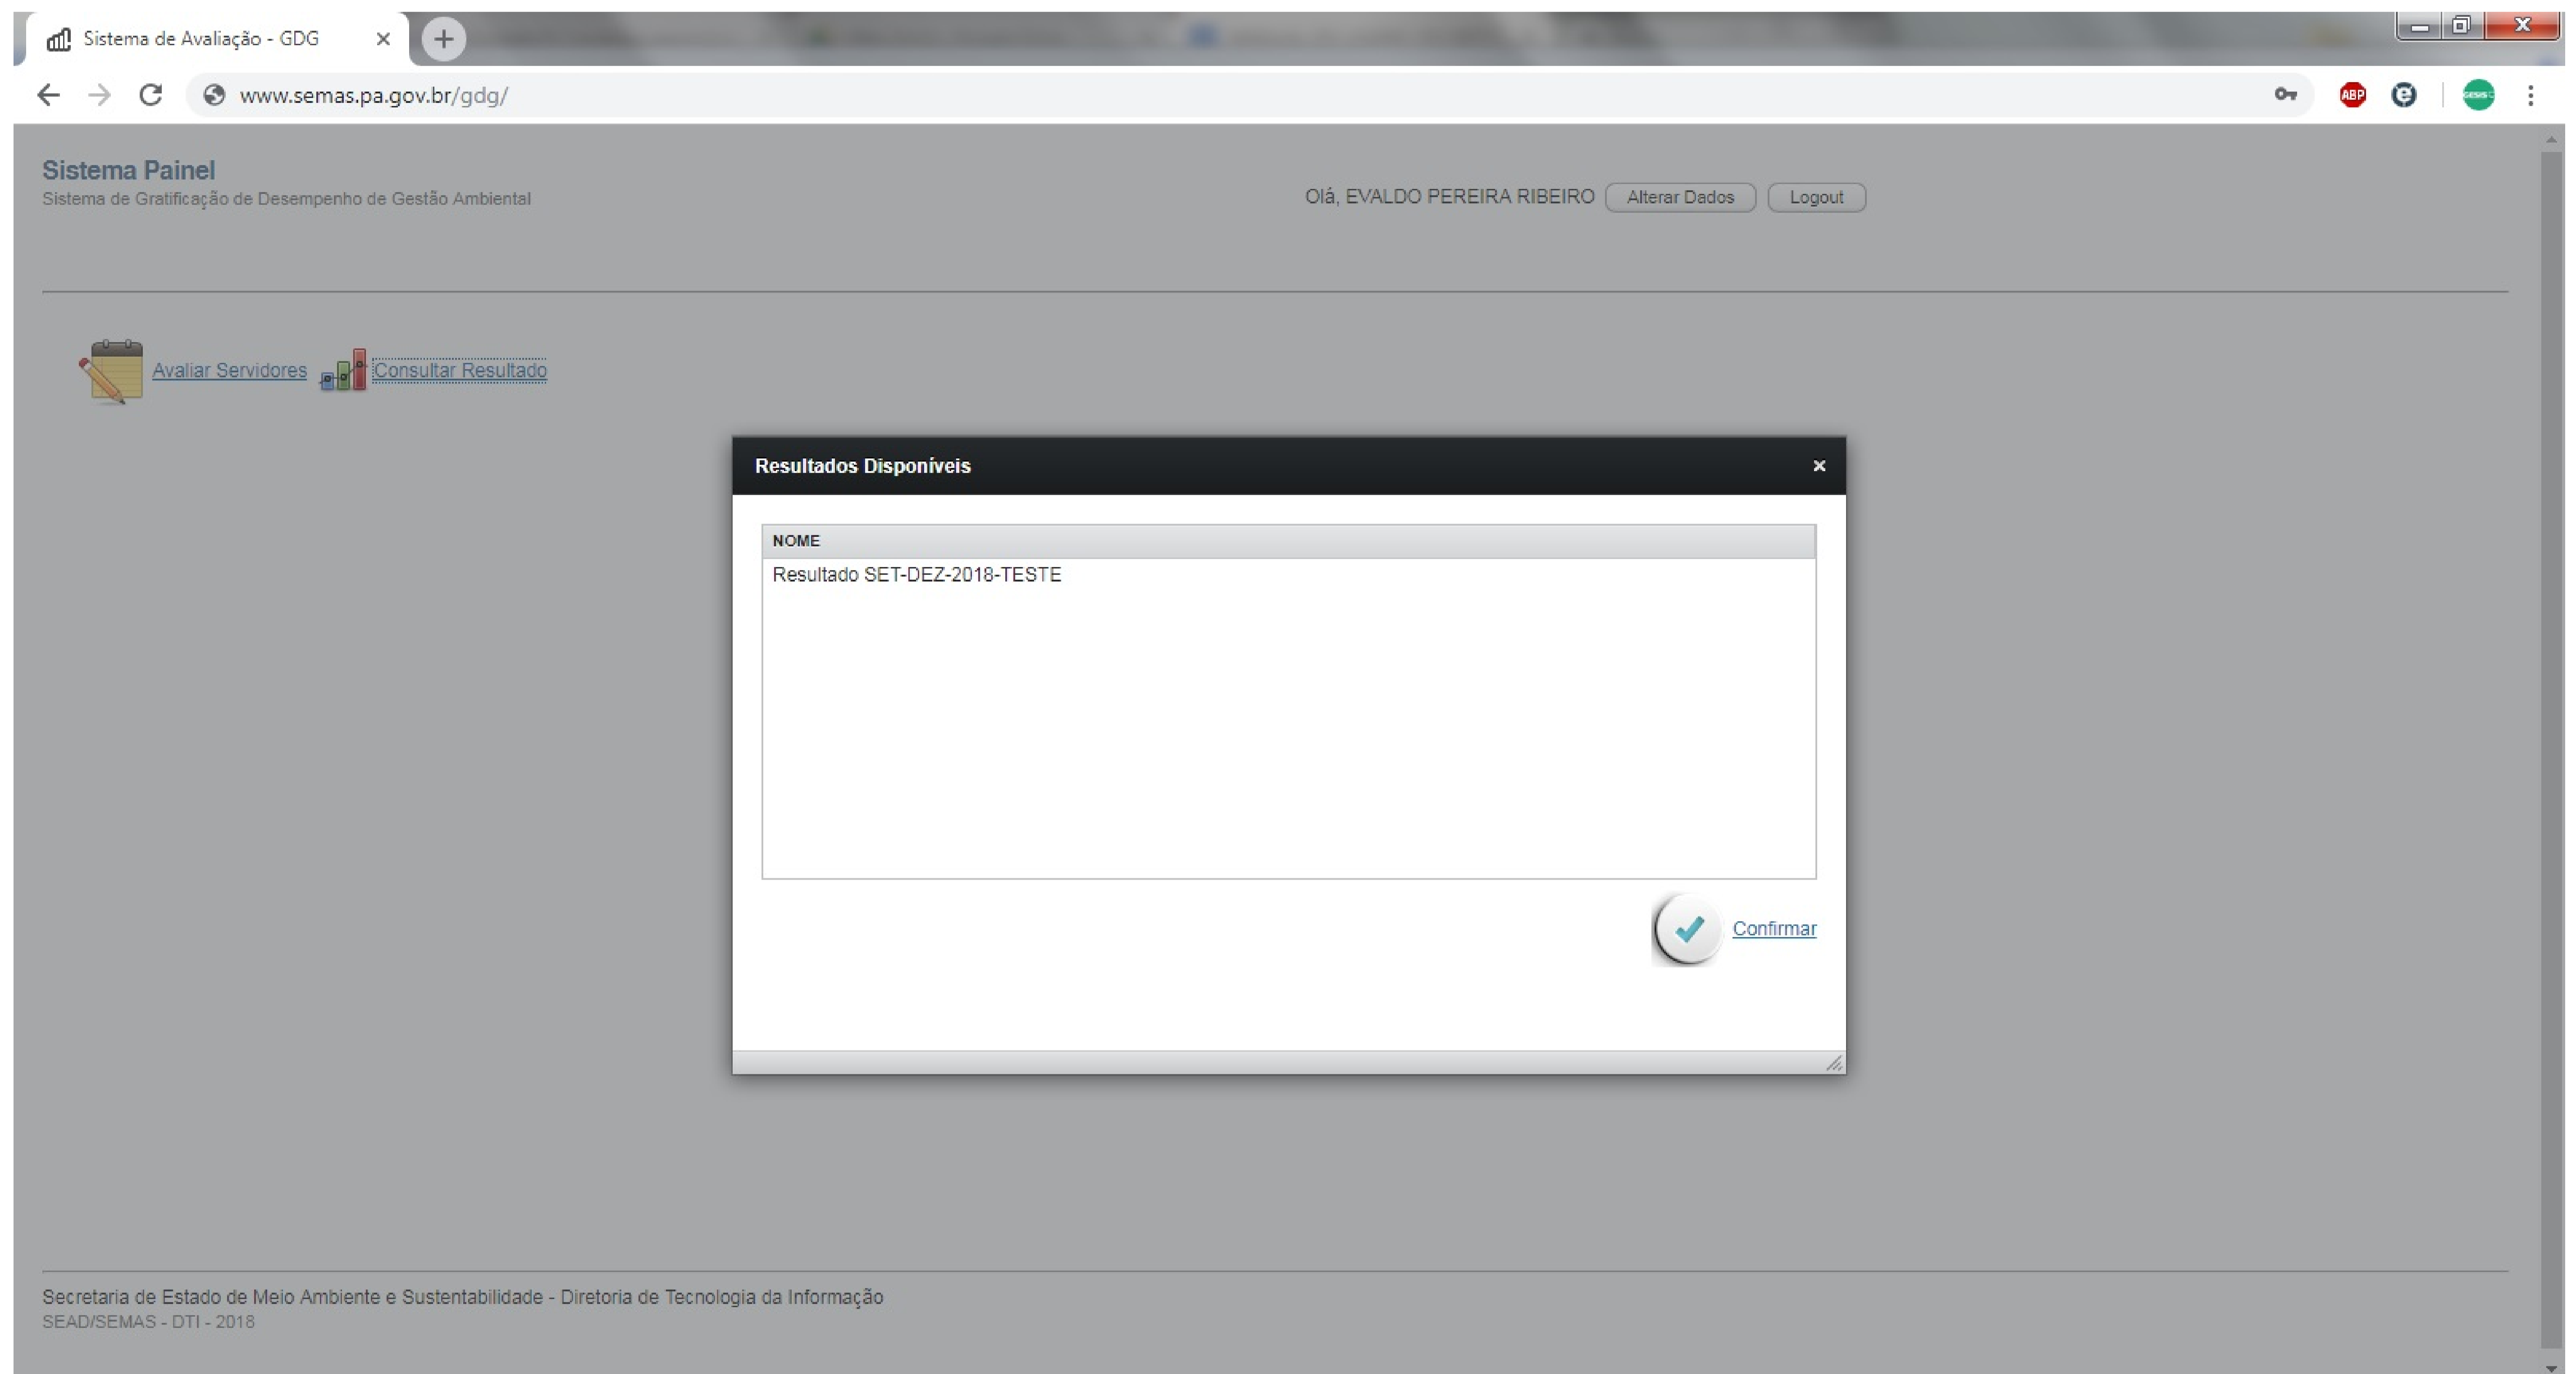 Sistema de Avaliação - GDG
www.semas.pa.gov.br/gdg/
ABP
Sistema Painel
Sistema de Gratificação de Desempenho de Gestão Ambiental
Olá, EVALDO PEREIRA RIBEIRO Alterar Dados Logout
Avaliar Servidores Consultar Resultado
Resultados Disponíveis
NOME
Resultado SET-DEZ-2018-TESTE
Confirmar
Secretaria de Estado de Meio Ambiente e Sustentabilidade - Diretoria de Tecnologia da Informação
SEAD/SEMAS - DTI - 2018